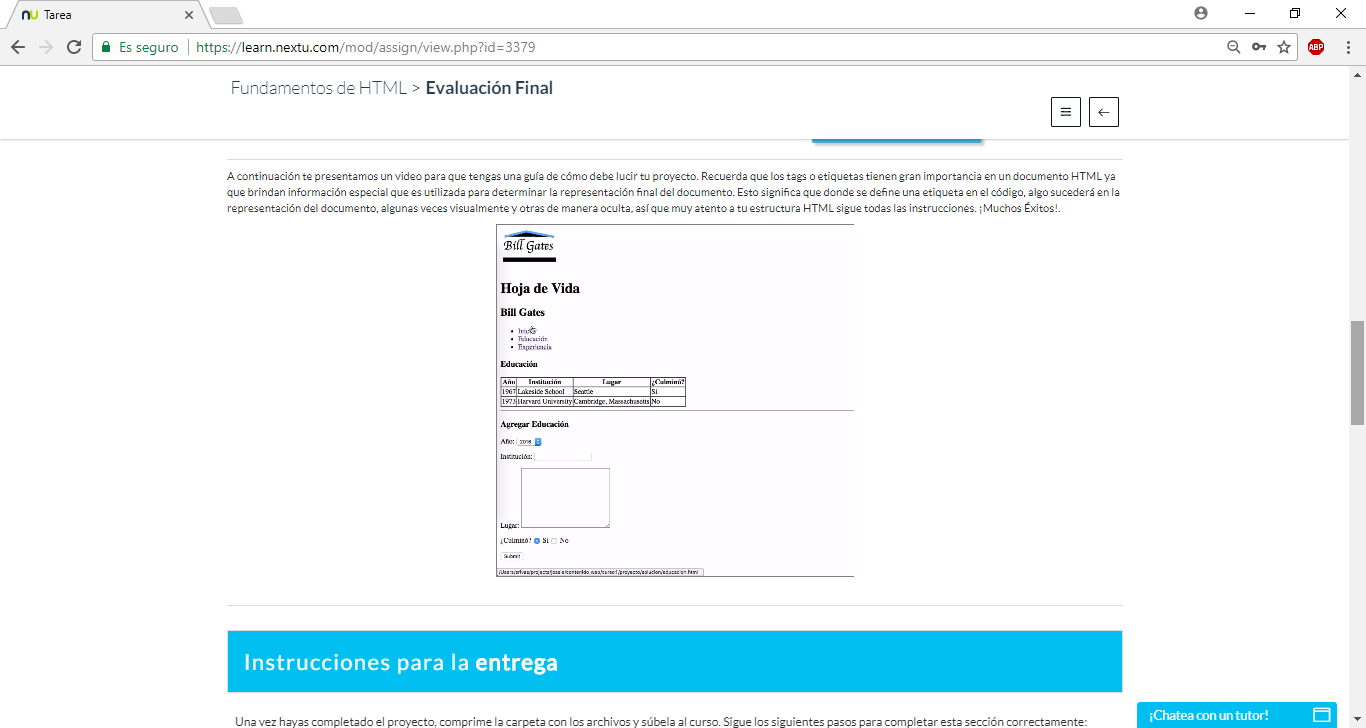 nu Tarea
Es seguro https://learn.nextu.com/mod/assign/view.php?id=3379
ABP
Fundamentos de HTML > Evaluación Final
A continuación te presentamos un video para que tengas una guía de cómo debe lucir tu proyecto. Recuerda que los tags o etiquetas tienen gran importancia en un documento HTML ya
que brindan información especial que es utilizada para determinar la representación final del documento. Esto significa que donde se define una etiqueta en el código, algo sucederá en la
representación del documento, algunas veces visualmente y otras de manera oculta, así que muy atento a tu estructura HTML sigue todas las instrucciones. ¡Muchos Éxitos!.
Bill Gates
Hoja de Vida
Bill Gates
Inicio
Educación
Experiencia
Educación
Año Institución Lugar ¿Culminó?
1967 Lakeside School Seattle Si
1973 Harvard University Cambridge, Massachusetts No
Agregar Educación
Año: 2016
Institución:
Lugar:
¿Culminó? Si No
Submit
Instrucciones para la entrega
Una vez hayas completado el proyecto, comprime la carpeta con los archivos y súbela al curso. Sigue los siguientes pasos para completar esta sección correctamente:
¡Chatea con un tutor!